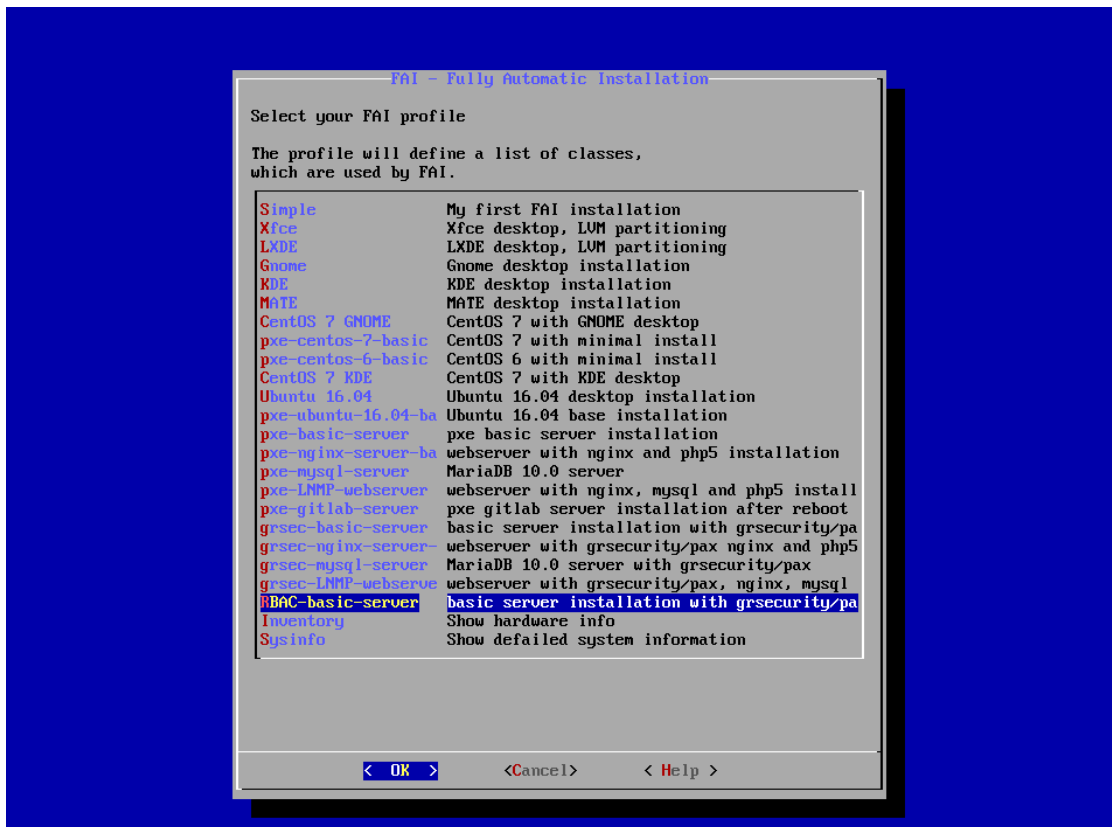 FAI - Fully Automatic Installation
Select your FAI profile
The profile will define a list of classes,
which are used by FAI.
Simple My first FAI installation
Xfce Xfce desktop, LVM partitioning
LXDE LXDE desktop, LVM partitioning
Gnome Gnome desktop installation
KDE KDE desktop installation
MATE MATE desktop installation
CentOS 7 GNOME CentOS 7 with GNOME desktop
pxe-centos-7-basic CentOS 7 with minimal install
pxe-centos-6-basic CentOS 6 with minimal install
CentOS 7 KDE CentOS 7 with KDE desktop
Ubuntu 16.04 Ubuntu 16.04 desktop installation
pxe-ubuntu-16.04-ba Ubuntu 16.04 base installation
pxe-basic-server pxe basic server installation
pxe-nginx-server-ba webserver with nginx and php5 installation
pxe-mysql-server MariaDB 10.0 server
pxe-LNMP-webserver webserver with nginx, mysql and php5 install
pxe-gitlab-server pxe gitlab server installation after reboot
grsec-basic-server basic server installation with grsecurity/pa
grsec-nginx-server- webserver with grsecurity/pax nginx and php5
grsec-mysql-server MariaDB 10.0 server with grsecurity/pax
grsec-LNMP-webserve webserver with grsecurity/pax, nginx, mysql
RBAC-basic-server basic server installation with grsecurity/pa
Inventory Show hardware info
Sysinfo Show defailed system information
< OK > <Cancel> < Help >